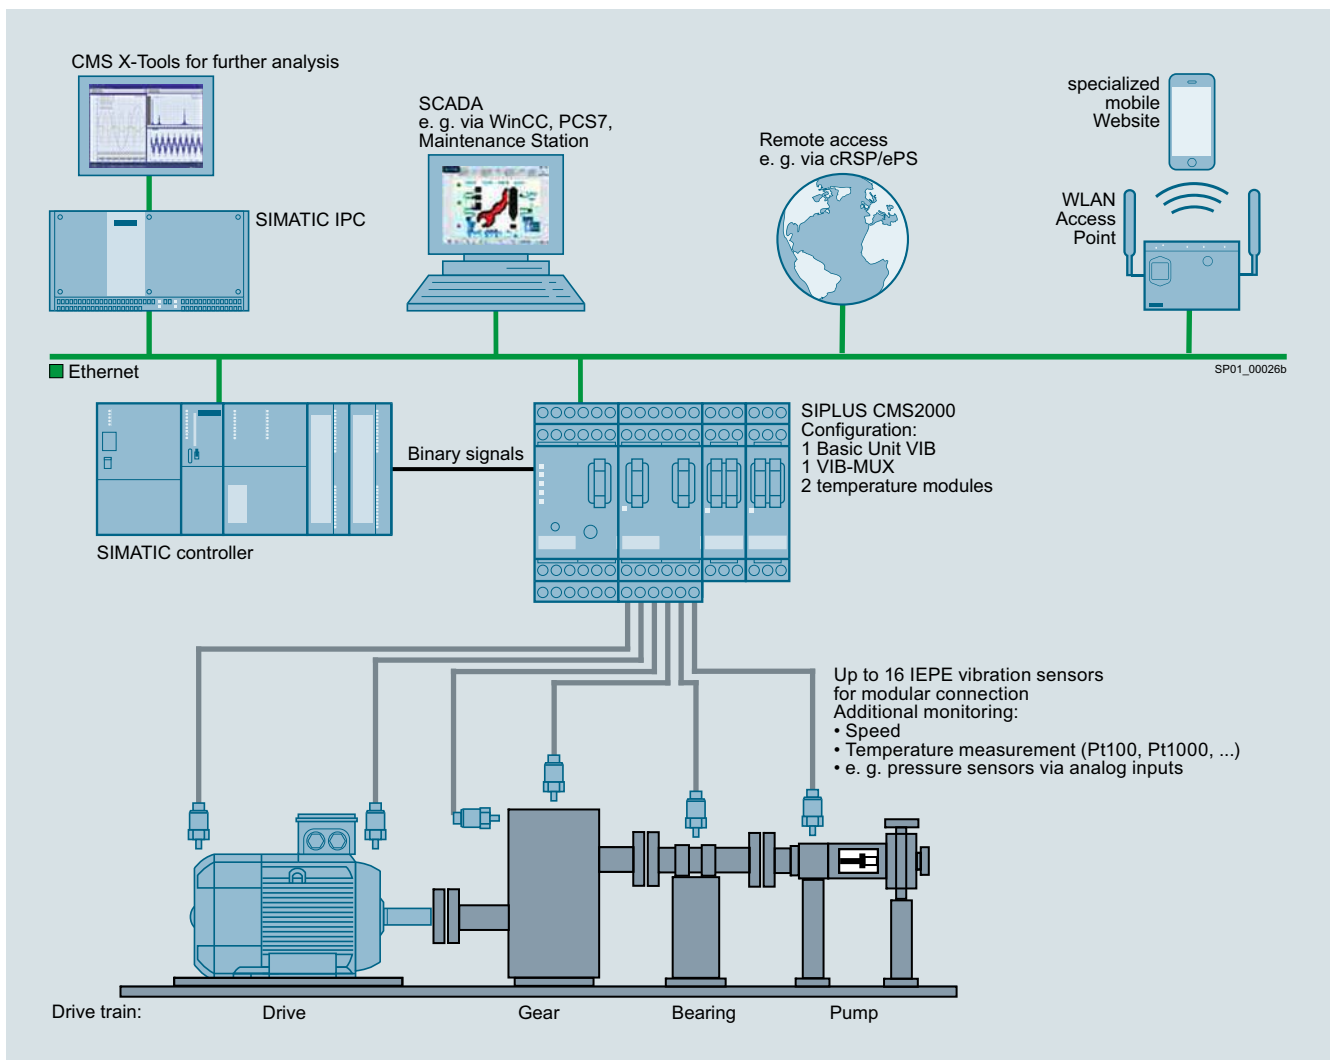 CMS X-Tools for further analysis
SCADA
e. g. via WinCC, PCS7,
Maintenance Station
Remote access
e. g. via cRSP/ePS
specialized
mobile
Website
SIMATIC IPC
WLAN
Access
Point
Ethernet
SP01_00026b
SIPLUS CMS2000
Configuration:
1 Basic Unit VIB
1 VIB-MUX
2 temperature modules
Binary signals
SIMATIC controller
Up to 16 IEPE vibration sensors
for modular connection
Additional monitoring:
• Speed
• Temperature measurement (Pt100, Pt1000, ...)
• e. g. pressure sensors via analog inputs
Drive train: Drive Gear Bearing Pump